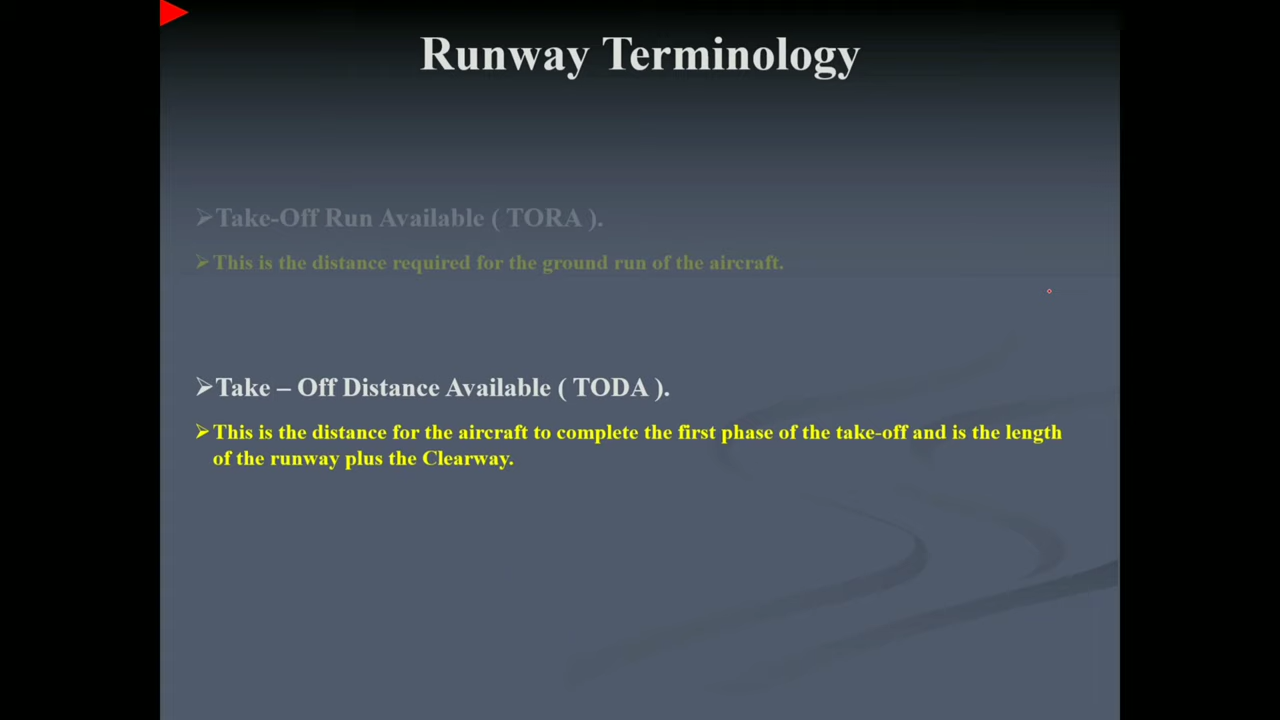 Runway Terminology
Take-Off Run Available ( TORA ).
This is the distance required for the ground run of the aircraft.
Take – Off Distance Available ( TODA ).
This is the distance for the aircraft to complete the first phase of the take-off and is the length
of the runway plus the Clearway.